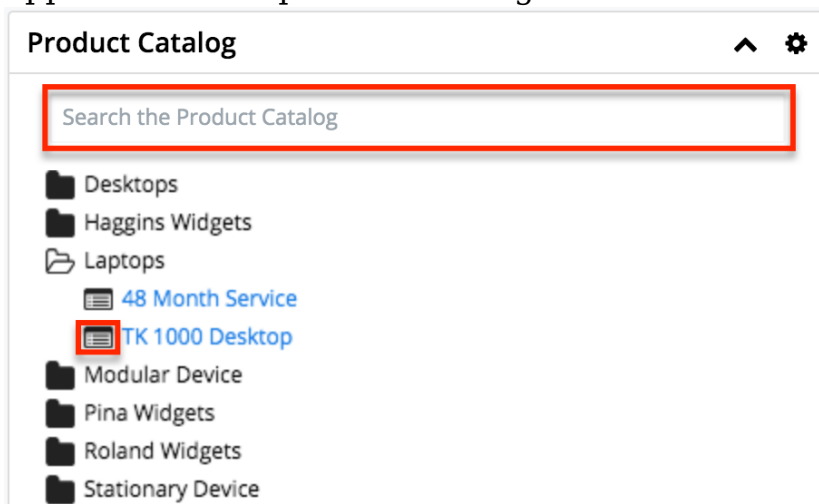 Product Catalog
Search the Product Catalog
Desktops
Haggins Widgets
Laptops
48 Month Service
TK 1000 Desktop
Modular Device
Pina Widgets
Roland Widgets
Stationary Device